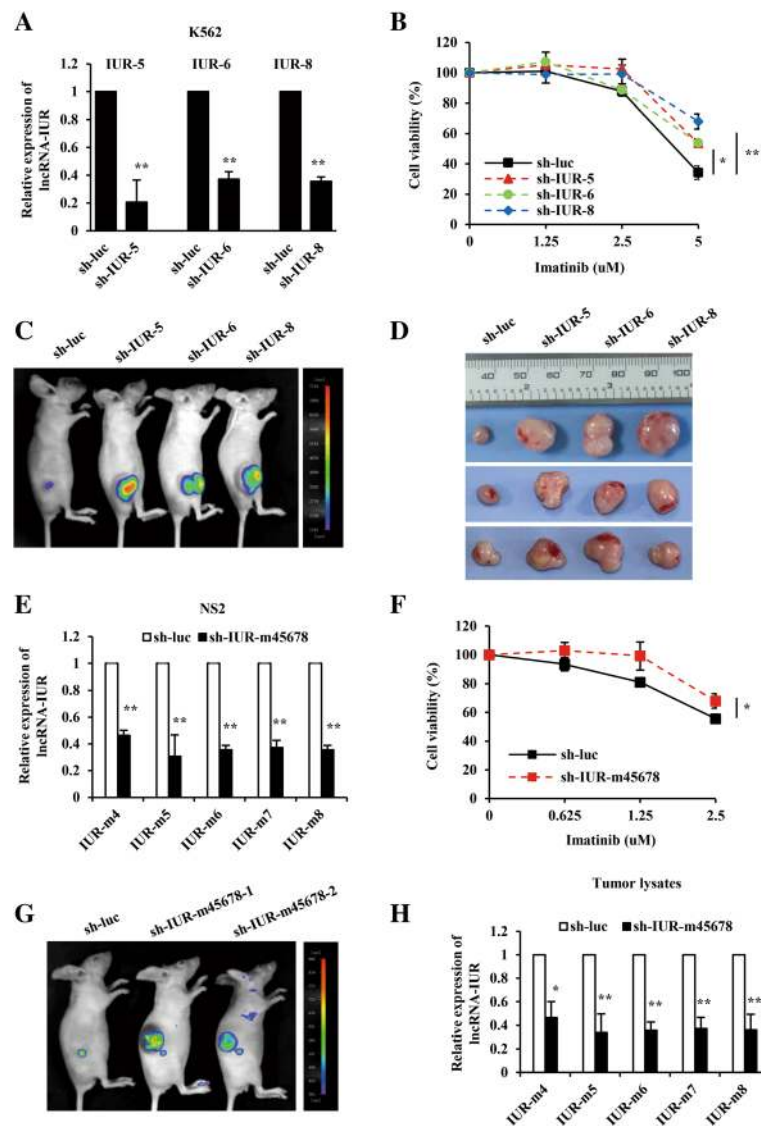 A
K562
IUR-5 IUR-6 IUR-8
Relative expression of
lncRNA-IUR
1.2
1
0.8
0.6
0.4
0.2
0
** ** **
sh-luc sh-IUR-5 sh-luc sh-IUR-6 sh-luc sh-IUR-8
B
Cell viability (%)
120
100
80
60
40
20
0
sh-luc
sh-IUR-5
sh-IUR-6
sh-IUR-8
* **
0 1.25 2.5 5
Imatinib (uM)
C
sh-luc sh-IUR-5 sh-IUR-6 sh-IUR-8
D
sh-luc sh-IUR-5 sh-IUR-6 sh-IUR-8
40 50 60 70 80 90 100
2 3
E
NS2
sh-luc sh-IUR-m45678
Relative expression of
lncRNA-IUR
1.2
1
0.8
0.6
0.4
0.2
0
** ** ** ** **
IUR-m4 IUR-m5 IUR-m6 IUR-m7 IUR-m8
F
Cell viability (%)
120
100
80
60
40
20
0
*
sh-luc
sh-IUR-m45678
0 0.625 1.25 2.5
Imatinib (uM)
G
sh-luc sh-IUR-m45678-1 sh-IUR-m45678-2
H
Tumor lysates
sh-luc sh-IUR-m45678
Relative expression of
lncRNA-IUR
1.2
1
0.8
0.6
0.4
0.2
0
* ** ** ** **
IUR-m4 IUR-m5 IUR-m6 IUR-m7 IUR-m8